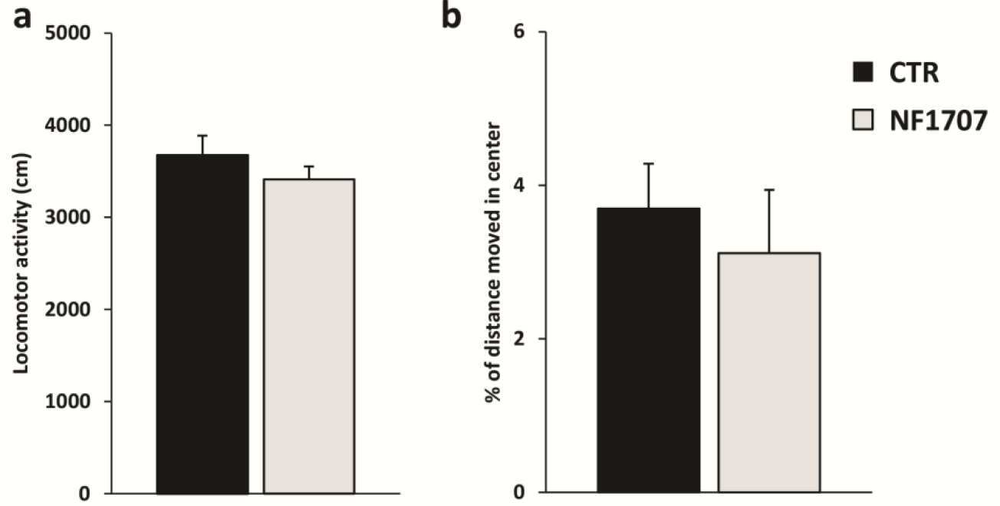 a
5000
4000
3000
2000
1000
0
Locomotor activity (cm)
b
6
4
2
0
% of distance moved in center
CTR
NF1707